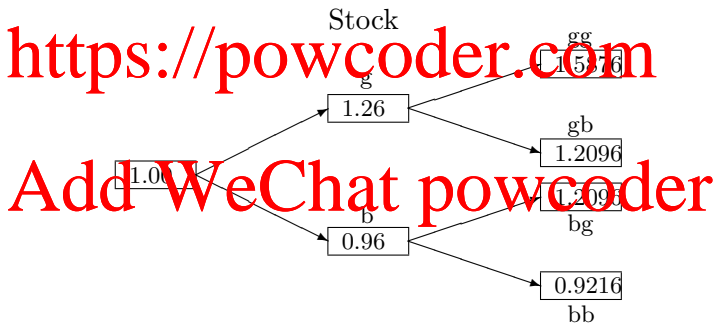 Stock
gg
https://powcoder.com
1.5876
g
1.26
gb
1.2096
1.00
Add WeChat powcoder
1.2096
b
bg
0.96
0.9216
bb